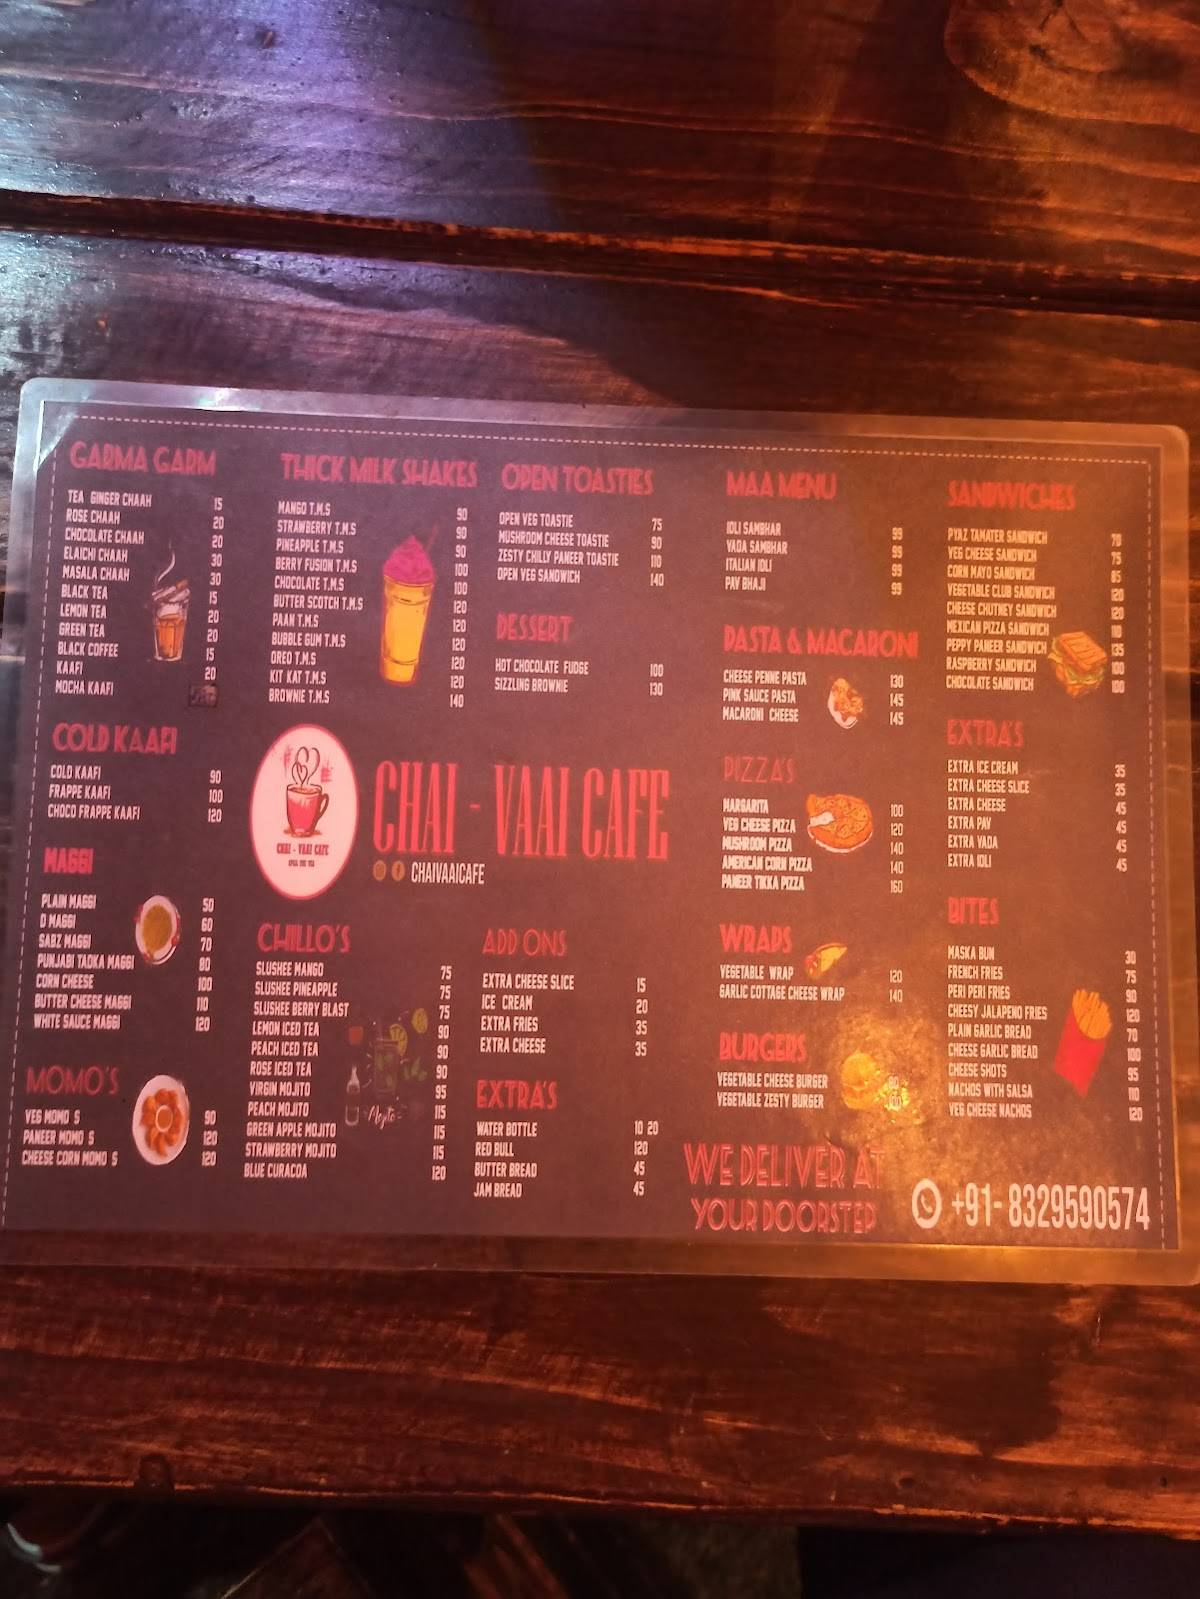 GARMA GARM
TEA GINGER CHAAH 15
ROSE CHAAH 20
CHOCOLATE CHAAH 20
ELAICHI CHAAH 30
MASALA CHAAH 30
BLACK TEA 15
LEMON TEA 20
GREEN TEA 20
BLACK COFFEE 15
KAAFI 20
MOCHA KAAFI
COLD KAAFI
COLD KAAFI 90
FRAPPE KAAFI 100
CHOCO FRAPPE KAAFI 120
MAGGI
PLAIN MAGGI 50
D MAGGI 60
SABZ MAGGI 70
PUNJABI TADKA MAGGI 80
CORN CHEESE 100
BUTTER CHEESE MAGGI 110
WHITE SAUCE MAGGI 120
MOMO'S
VEG MOMO S 90
PANEER MOMO S 120
CHEESE CORN MOMO S 120
THICK MILK SHAKES
MANGO T.M.S 90
STRAWBERRY T.M.S 90
PINEAPPLE T.M.S 90
BERRY FUSION T.M.S 100
CHOCOLATE T.M.S 100
BUTTER SCOTCH T.M.S 120
PAAN T.M.S 120
BUBBLE GUM T.M.S 120
OREO T.M.S 120
KIT KAT T.M.S 120
BROWNIE T.M.S 140
CHAI - VAAI CAFE
SPILL THE TEA
CHAI - VAAI CAFE
CHAIVAAICAFE
CHILLO'S
SLUSHEE MANGO 75
SLUSHEE PINEAPPLE 75
SLUSHEE BERRY BLAST 75
LEMON ICED TEA 90
PEACH ICED TEA 90
ROSE ICED TEA 90
VIRGIN MOJITO 95
PEACH MOJITO 115
GREEN APPLE MOJITO 115
STRAWBERRY MOJITO 115
BLUE CURACOA 120
Mojito
OPEN TOASTIES
OPEN VEG TOASTIE 75
MUSHROOM CHEESE TOASTIE 90
ZESTY CHILLY PANEER TOASTIE 110
OPEN VEG SANDWICH 140
DESSERT
HOT CHOCOLATE FUDGE 100
SIZZLING BROWNIE 130
ADD ONS
EXTRA CHEESE SLICE 15
ICE CREAM 20
EXTRA FRIES 35
EXTRA CHEESE 35
EXTRA'S
WATER BOTTLE 10 20
RED BULL 120
BUTTER BREAD 45
JAM BREAD 45
MAA MENU
IDLI SAMBHAR 99
VADA SAMBHAR 99
ITALIAN IDLI 99
PAV BHAJI 99
PASTA & MACARONI
CHEESE PENNE PASTA 130
PINK SAUCE PASTA 145
MACARONI CHEESE 145
PIZZA'S
MARGARITA 100
VEG CHEESE PIZZA 120
MUSHROOM PIZZA 140
AMERICAN CORN PIZZA 140
PANEER TIKKA PIZZA 160
WRAPS
VEGETABLE WRAP 120
GARLIC COTTAGE CHEESE WRAP 140
BURGERS
VEGETABLE CHEESE BURGER
VEGETABLE ZESTY BURGER
WE DELIVER AT
YOUR DOORSTEP
SANDWICHES
PYAZ TAMATER SANDWICH 70
VEG CHEESE SANDWICH 75
CORN MAYO SANDWICH 85
VEGETABLE CLUB SANDWICH 120
CHEESE CHUTNEY SANDWICH 120
MEXICAN PIZZA SANDWICH 110
PEPPY PANEER SANDWICH 135
RASPBERRY SANDWICH 100
CHOCOLATE SANDWICH 100
EXTRA'S
EXTRA ICE CREAM 35
EXTRA CHEESE SLICE 35
EXTRA CHEESE 45
EXTRA PAV 45
EXTRA VADA 45
EXTRA IDLI 45
BITES
MASKA BUN 30
FRENCH FRIES 75
PERI PERI FRIES 90
CHEESY JALAPENO FRIES 120
PLAIN GARLIC BREAD 70
CHEESE GARLIC BREAD 100
CHEESE SHOTS 95
NACHOS WITH SALSA 110
VEG CHEESE NACHOS 120
+91- 8329590574